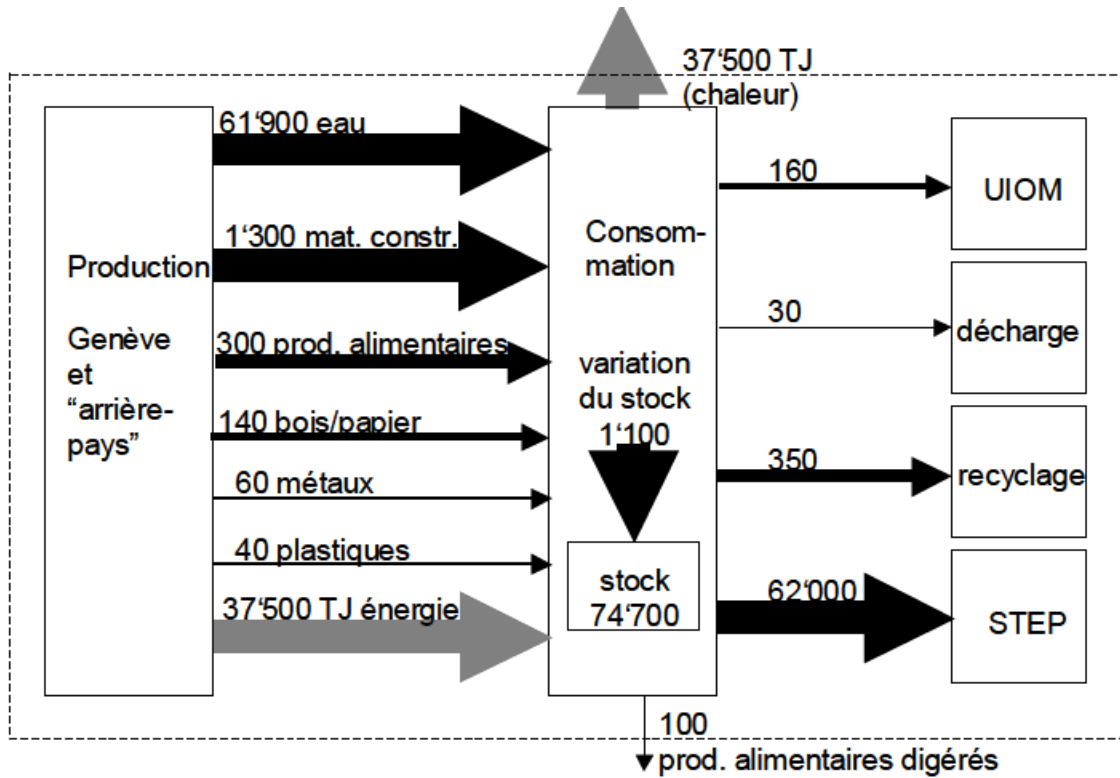 37‘500 TJ
(chaleur)
61‘900 eau
160
UIOM
1‘300 mat. constr.
Consom-
mation
Production
30
décharge
Genève
et
“arrière-
pays”
300 prod. alimentaires
variation
du stock
1‘100
140 bois/papier
350
recyclage
60 métaux
40 plastiques
stock
74‘700
37‘500 TJ énergie
62‘000
STEP
100
prod. alimentaires digérés